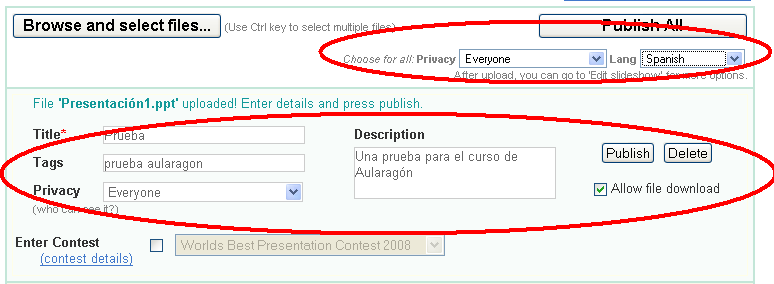 Browse and select files... (Use Ctrl key to select multiple files) Publish All
Choose for all: Privacy Everyone Lang Spanish
After upload, you can go to 'Edit slideshow' for more options.
File 'Presentación1.ppt' uploaded! Enter details and press publish.
Title* Prueba
Description
Una prueba para el curso de
Aularagón
Publish Delete
Tags prueba aularagon
Privacy Everyone
Allow file download
(who can see it?)
Enter Contest Worlds Best Presentation Contest 2008
(contest details)